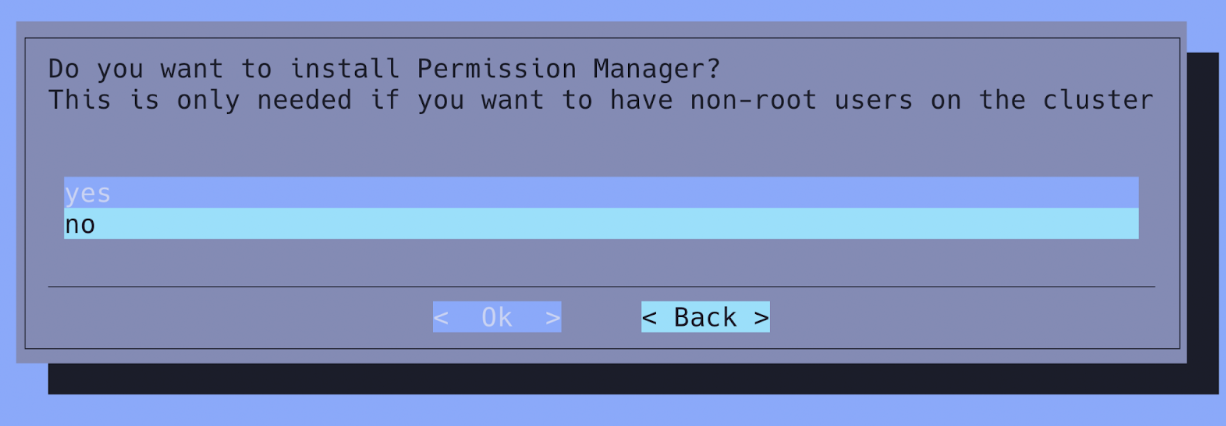 Do you want to install Permission Manager?
This is only needed if you want to have non-root users on the cluster
yes
no
<  Ok  > < Back >